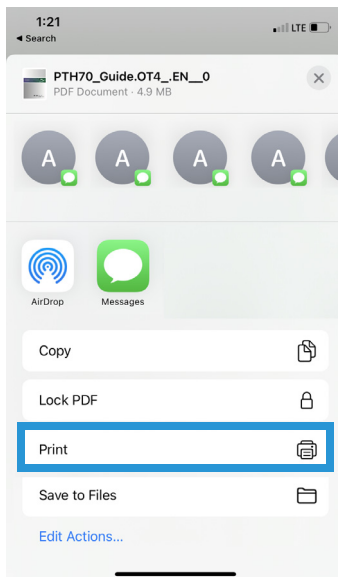 1:21
LTE
Search
PTH70_Guide.OT4_.EN__0
PDF Document · 4.9 MB
A A A A
AirDrop Messages
Copy
Lock PDF
Print
Save to Files
Edit Actions...